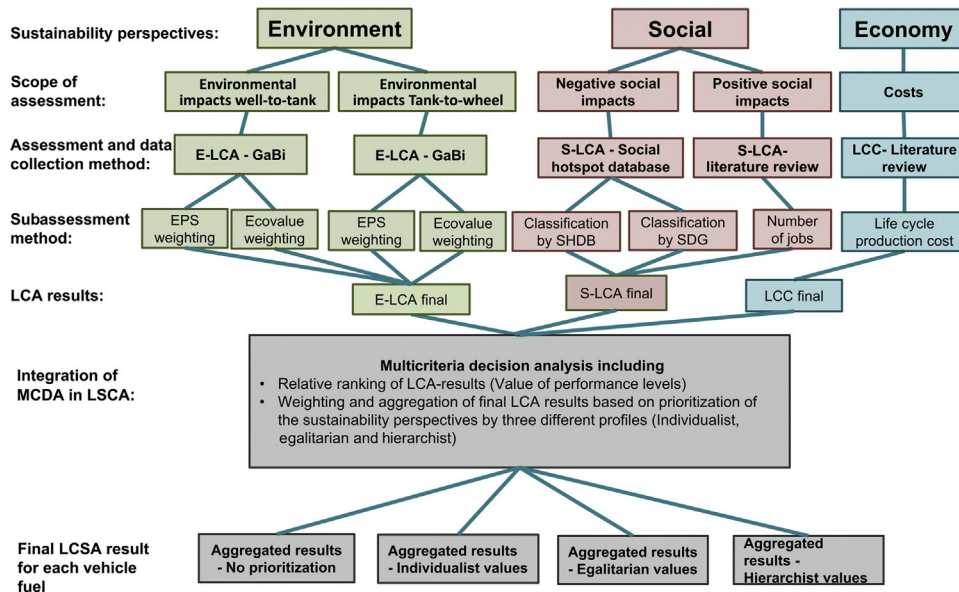 Sustainability perspectives:
Environment
Social
Economy
Scope of
assessment:
Environmental
impacts well-to-tank
Environmental
impacts Tank-to-wheel
Negative social
impacts
Positive social
impacts
Costs
Assessment and data
collection method:
E-LCA - GaBi
E-LCA - GaBi
S-LCA - Social
hotspot database
S-LCA-
literature review
LCC- Literature
review
Subassessment
method:
EPS
weighting
Ecovalue
weighting
EPS
weighting
Ecovalue
weighting
Classification
by SHDB
Classification
by SDG
Number
of jobs
Life cycle
production cost
LCA results:
E-LCA final
S-LCA final
LCC final
Integration of
MCDA in LSCA:
Multicriteria decision analysis including
• Relative ranking of LCA-results (Value of performance levels)
• Weighting and aggregation of final LCA results based on prioritization of
the sustainability perspectives by three different profiles (Individualist,
egalitarian and hierarchist)
Final LCSA result
for each vehicle
fuel
Aggregated results
- No prioritization
Aggregated results
- Individualist values
Aggregated results
- Egalitarian values
Aggregated
results -
Hierarchist values